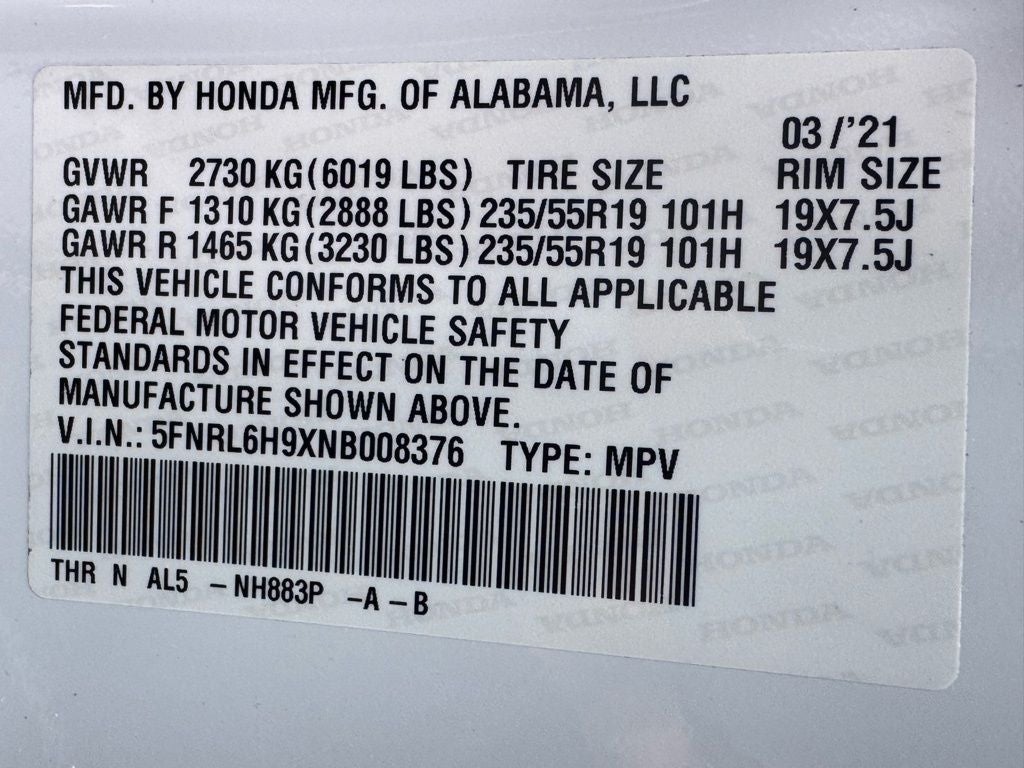 MFD. BY HONDA MFG. OF ALABAMA, LLC
03/'21
GVWR 2730 KG(6019 LBS) TIRE SIZE RIM SIZE
GAWR F 1310 KG(2888 LBS) 235/55R19 101H 19X7.5J
GAWR R 1465 KG(3230 LBS) 235/55R19 101H 19X7.5J
THIS VEHICLE CONFORMS TO ALL APPLICABLE
FEDERAL MOTOR VEHICLE SAFETY
STANDARDS IN EFFECT ON THE DATE OF
MANUFACTURE SHOWN ABOVE.
V.I.N.: 5FNRL6H9XNB008376 TYPE: MPV
THR N AL5 -NH883P -A-B